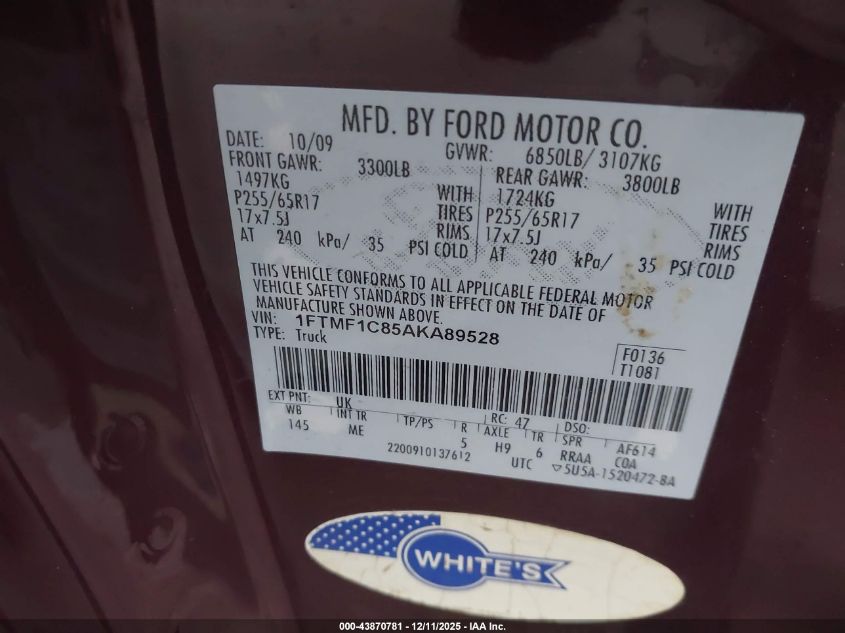 MFD. BY FORD MOTOR CO.
DATE: 10/09 GVWR: 6850LB/ 3107KG
FRONT GAWR: 3300LB REAR GAWR: 3800LB
1497KG WITH 1724KG WITH
P255/65R17 TIRES P255/65R17 TIRES
17x7.5J RIMS 17x7.5J RIMS
AT 240 kPa/ 35 PSI COLD AT 240 kPa/ 35 PSI COLD
THIS VEHICLE CONFORMS TO ALL APPLICABLE FEDERAL MOTOR
VEHICLE SAFETY STANDARDS IN EFFECT ON THE DATE OF
MANUFACTURE SHOWN ABOVE.
VIN: 1FTMF1C85AKA89528
TYPE: Truck
F0136
T1081
EXT PNT: UK RC: 47 DSO:
WB INT TR TP/PS R AXLE TR SPR AF614
145 ME 5 H9 6 RRAA COA
2200910137612 UTC ▽5U5A-1520472-BA
WHITE'S
000-43870781 - 12/11/2025 - IAA Inc.